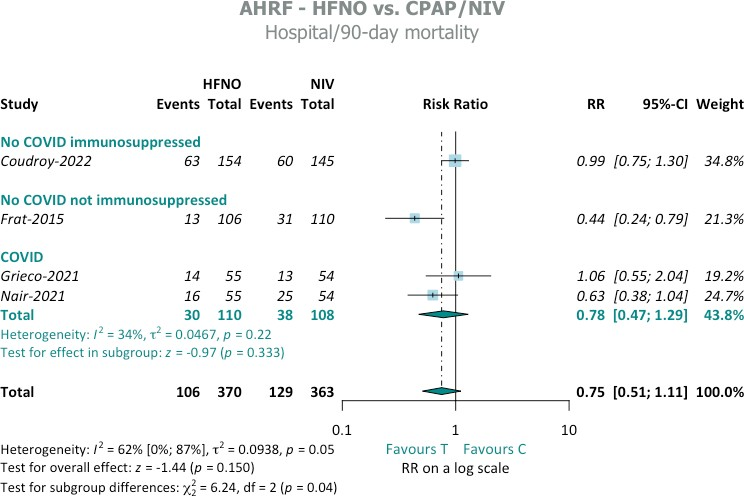 AHRF - HFNO vs. CPAP/NIV
Hospital/90-day mortality
HFNO NIV
Study Events Total Events Total Risk Ratio RR 95%-CI Weight
No COVID immunosuppressed
Coudroy-2022 63 154 60 145 0.99 [0.75; 1.30] 34.8%
No COVID not immunosuppressed
Frat-2015 13 106 31 110 0.44 [0.24; 0.79] 21.3%
COVID
Grieco-2021 14 55 13 54 1.06 [0.55; 2.04] 19.2%
Nair-2021 16 55 25 54 0.63 [0.38; 1.04] 24.7%
Total 30 110 38 108 0.78 [0.47; 1.29] 43.8%
Heterogeneity: I² = 34%, τ² = 0.0467, p = 0.22
Test for effect in subgroup: z = -0.97 (p = 0.333)
Total 106 370 129 363 0.75 [0.51; 1.11] 100.0%
0.1 1 10
Heterogeneity: I² = 62% [0%; 87%], τ² = 0.0938, p = 0.05 Favours T Favours C
Test for overall effect: z = -1.44 (p = 0.150) RR on a log scale
Test for subgroup differences: χ²₂ = 6.24, df = 2 (p = 0.04)